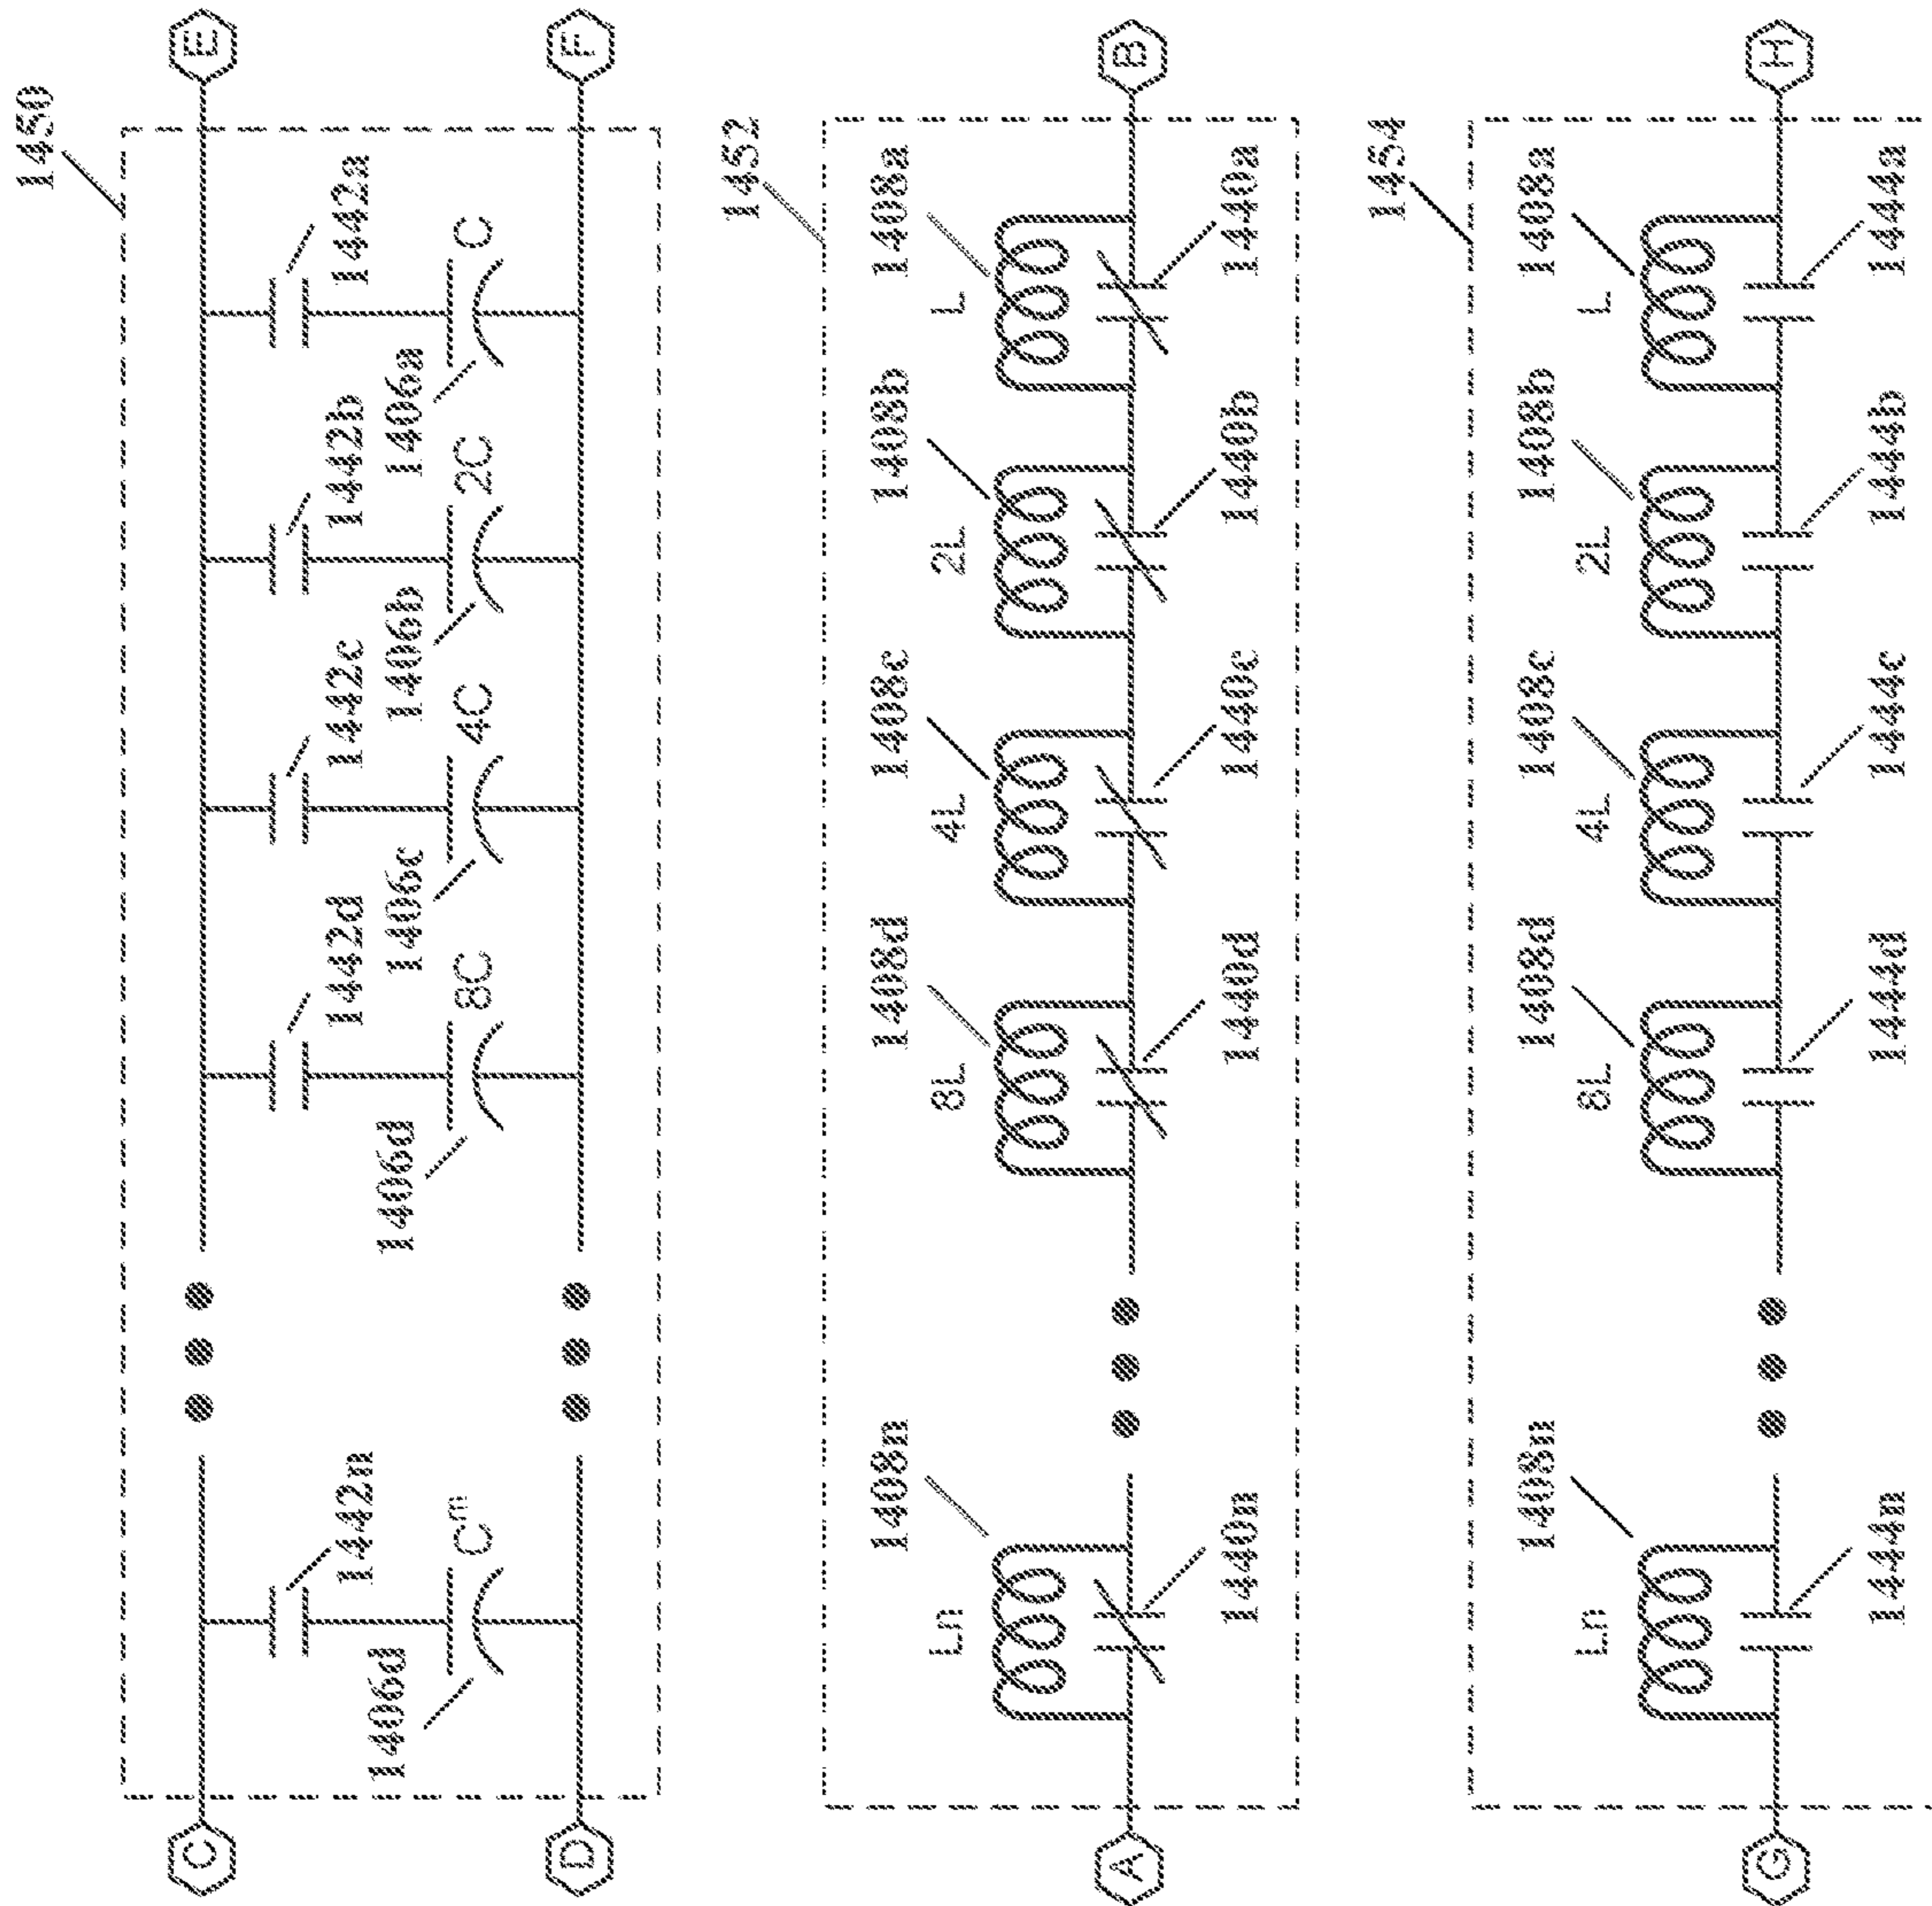 1450
C
E
1442n
1442d
1442c
1442b
1442a
1406d
1406d
1406c
1406b
1406a
Cᵐ
8C
4C
2C
C
D
F
1452
1408n
1408d
1408c
1408b
1408a
Ln
8L
4L
2L
L
A
B
1440n
1440d
1440c
1440b
1440a
1454
1408n
1408d
1408c
1408b
1408a
Ln
8L
4L
2L
L
G
H
1444n
1444d
1444c
1444b
1444a